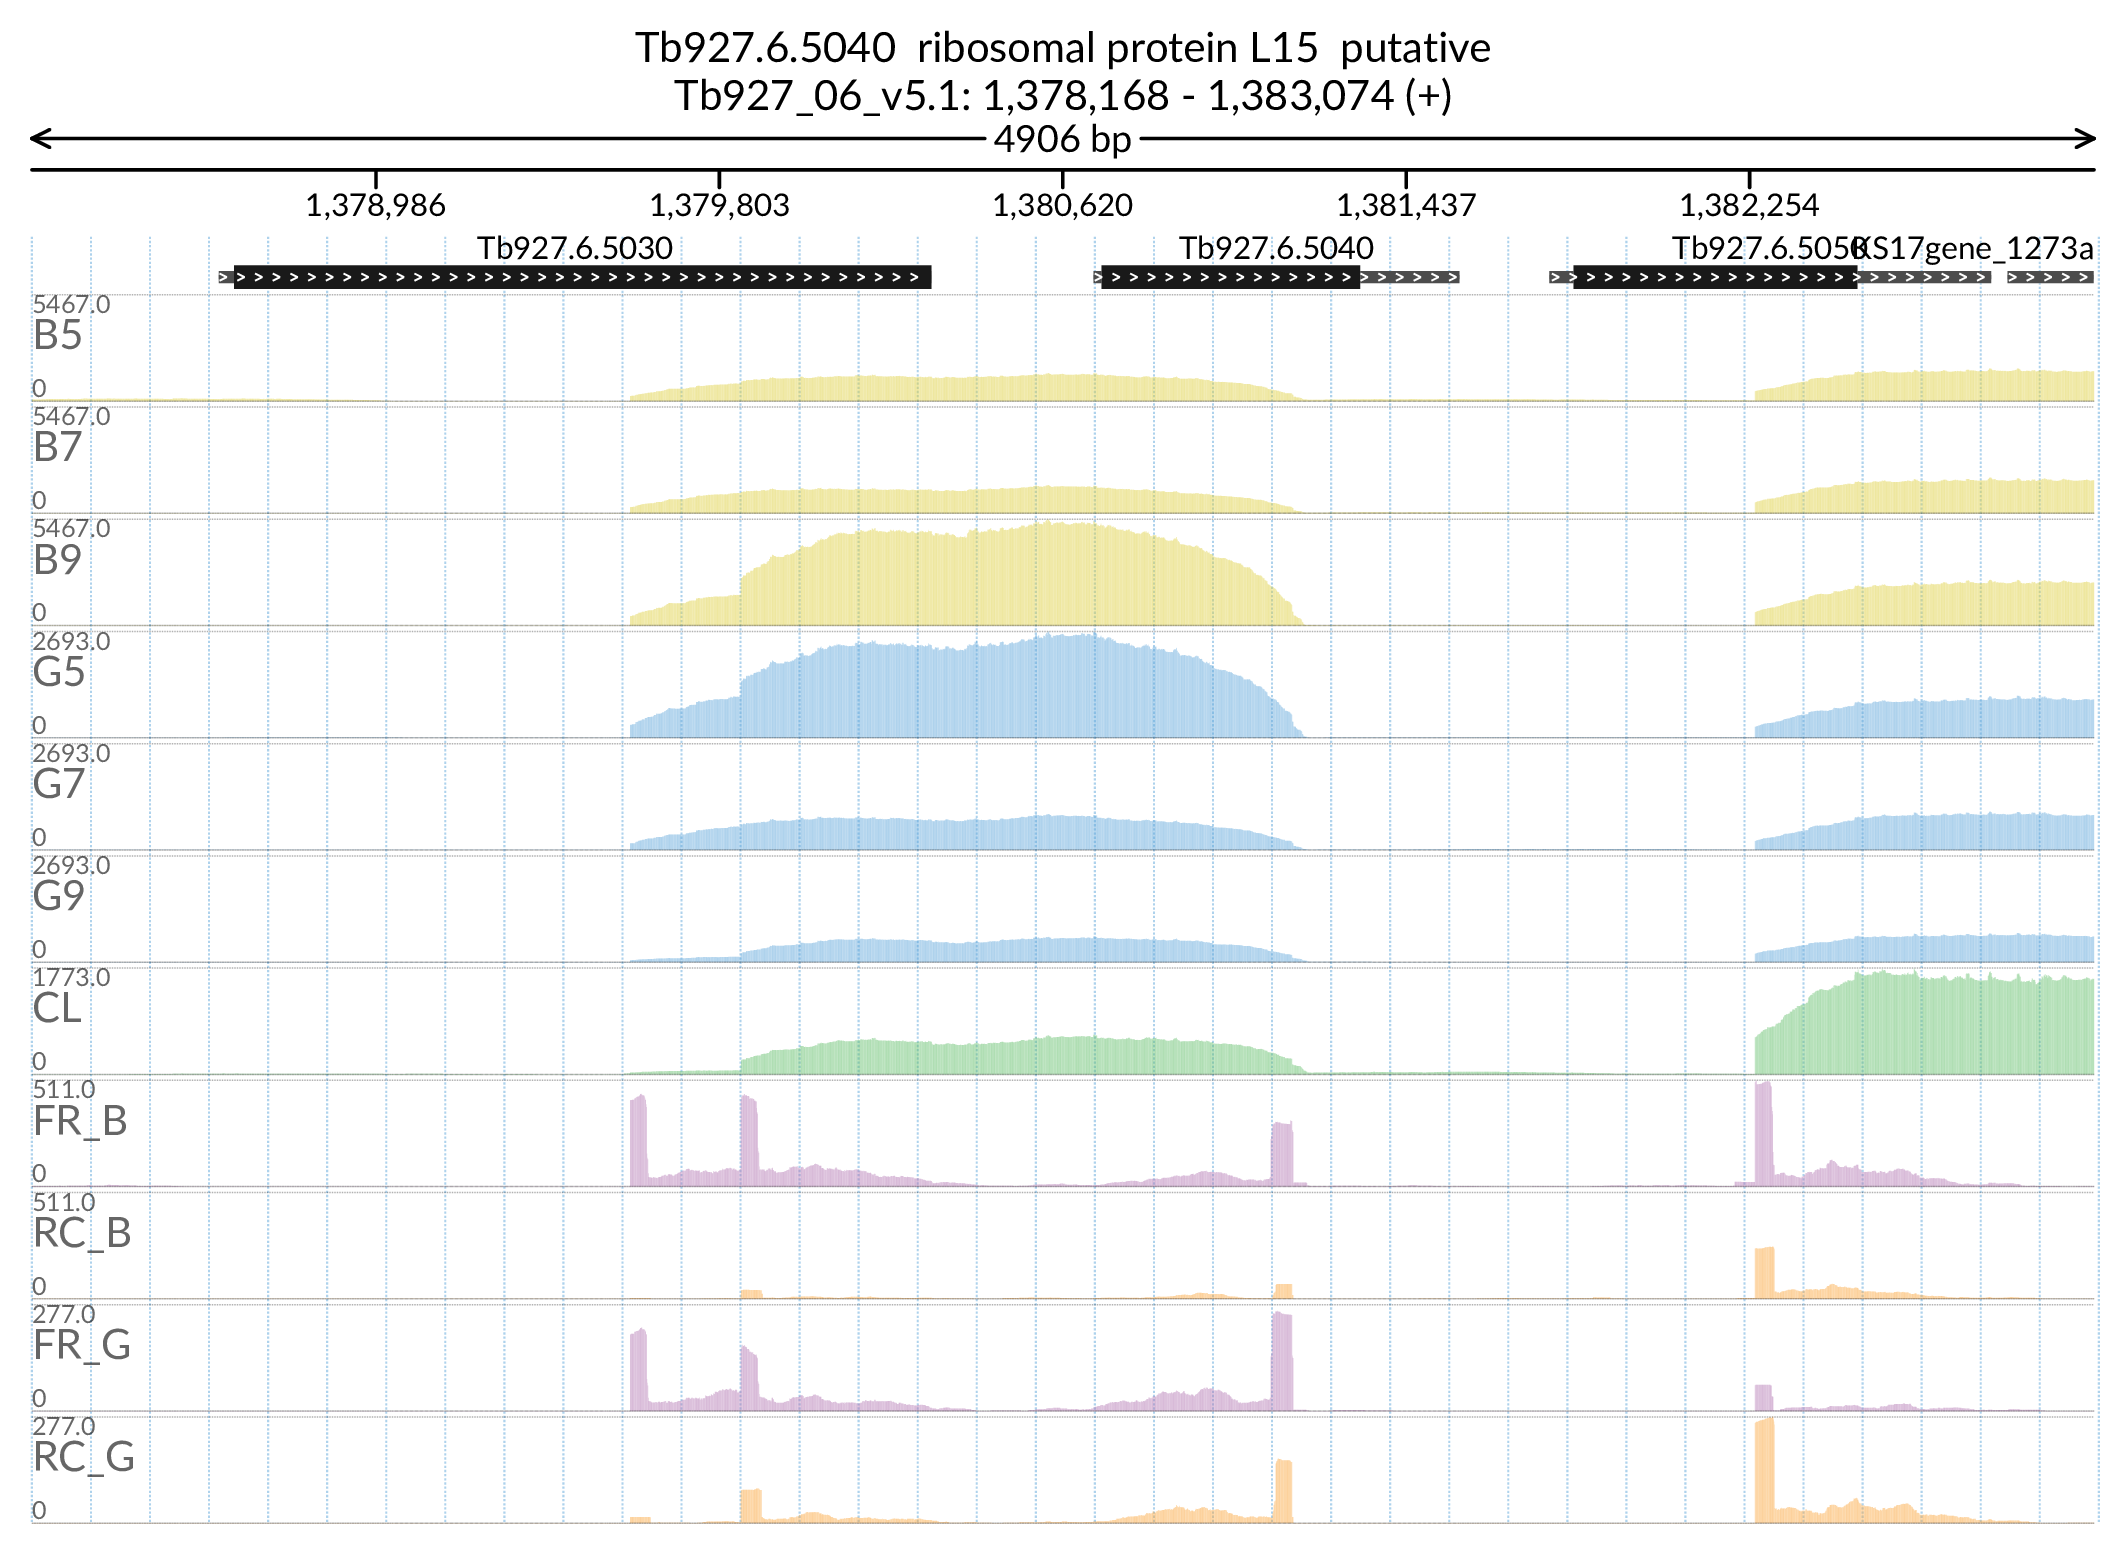 Tb927.6.5040  ribosomal protein L15  putative
Tb927_06_v5.1: 1,378,168 - 1,383,074 (+)
4906 bp
1,378,986 1,379,803 1,380,620 1,381,437 1,382,254
Tb927.6.5030 Tb927.6.5040 Tb927.6.5050 KS17gene_1273a
5467.0
B5
0
5467.0
B7
0
5467.0
B9
0
2693.0
G5
0
2693.0
G7
0
2693.0
G9
0
1773.0
CL
0
511.0
FR_B
0
511.0
RC_B
0
277.0
FR_G
0
277.0
RC_G
0